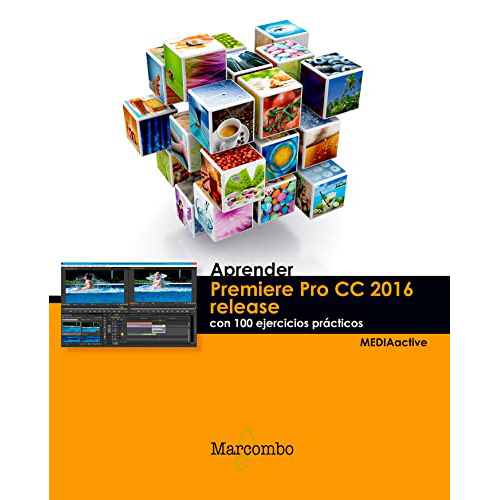 Aprender
Premiere Pro CC 2016
release
con 100 ejercicios prácticos
MEDIAactive
Marcombo